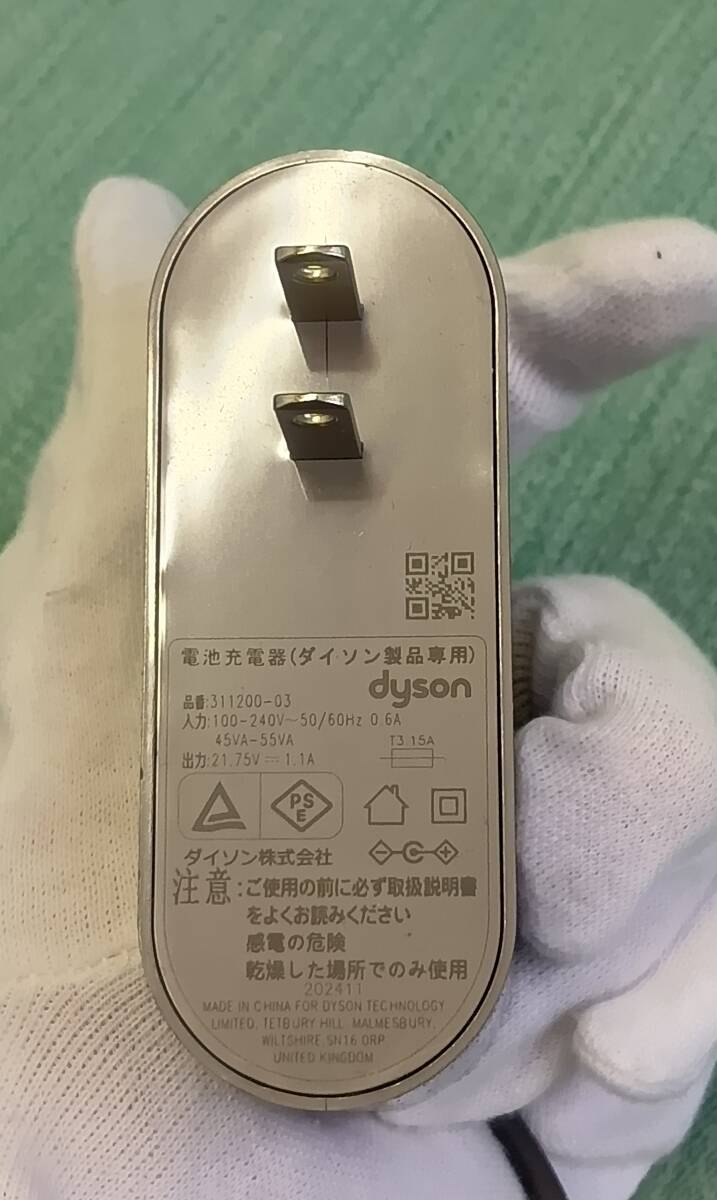 電池充電器(ダイソン製品専用)
dyson
品番:311200-03
入力:100-240V～50/60Hz 0.6A
45VA-55VA
T3.15A
出力:21.75V⎓1.1A
PS
E
ダイソン株式会社
注意:ご使用の前に必ず取扱説明書
をよくお読みください
感電の危険
乾燥した場所でのみ使用
202411
MADE IN CHINA FOR DYSON TECHNOLOGY
LIMITED, TETBURY HILL, MALMESBURY,
WILTSHIRE, SN16 0RP
UNITED KINGDOM